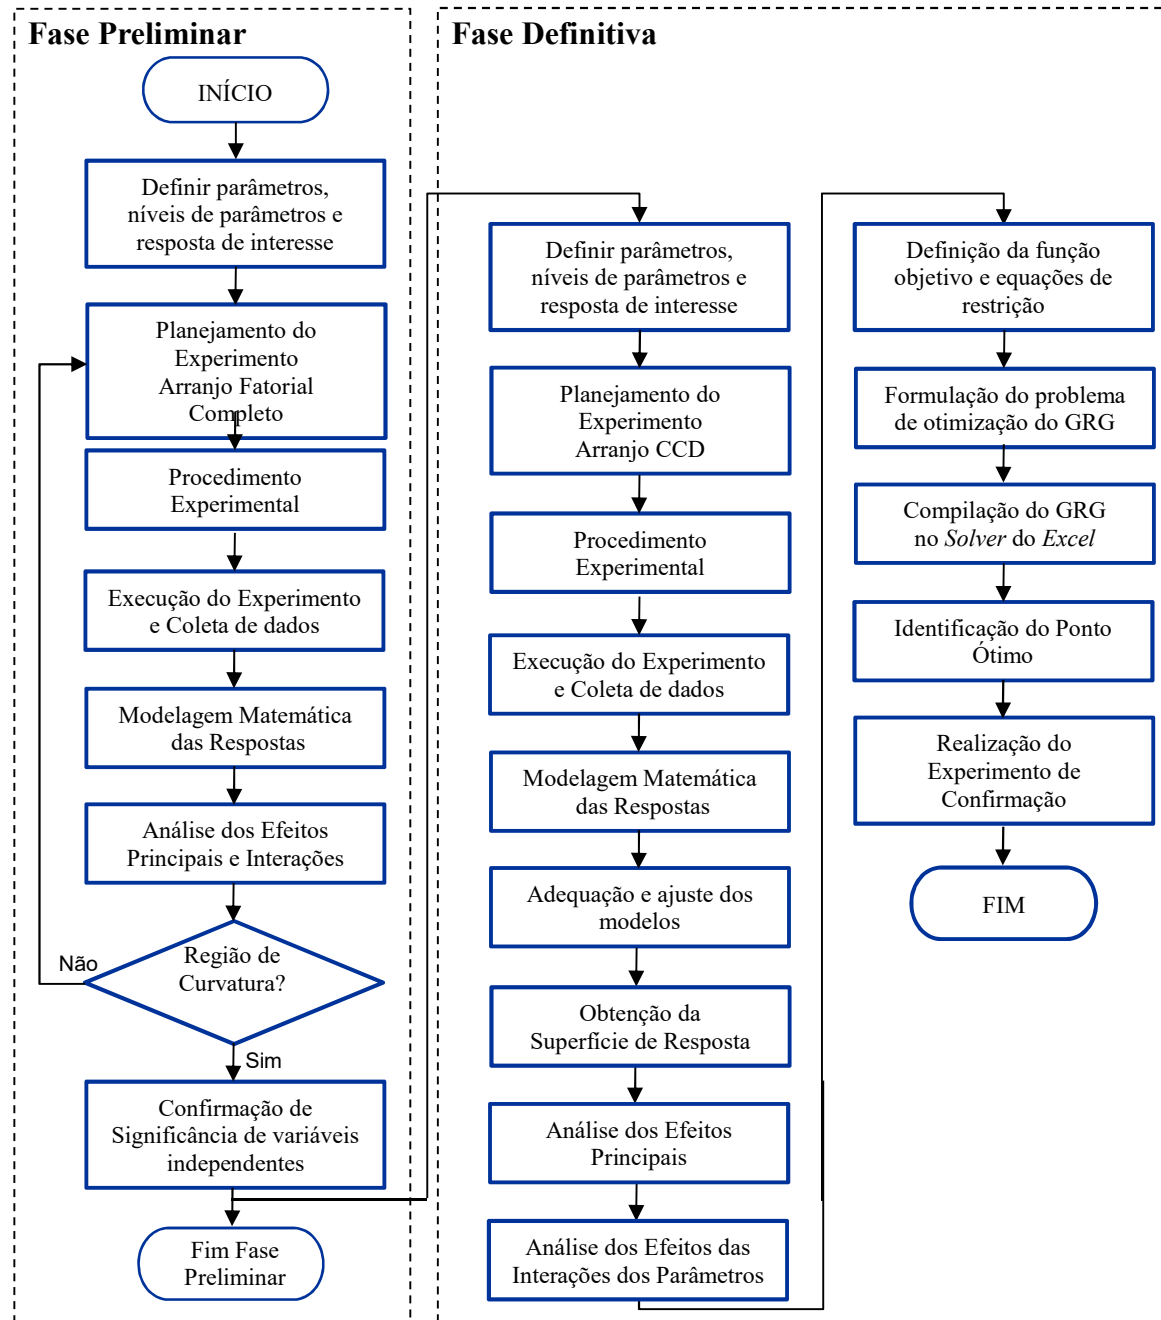 Fase Preliminar
INÍCIO
Definir parâmetros,
níveis de parâmetros e
resposta de interesse
Planejamento do
Experimento
Arranjo Fatorial
Completo
Procedimento
Experimental
Execução do Experimento
e Coleta de dados
Modelagem Matemática
das Respostas
Análise dos Efeitos
Principais e Interações
Região de
Curvatura?
Não
Sim
Confirmação de
Significância de variáveis
independentes
Fim Fase
Preliminar
Fase Definitiva
Definir parâmetros,
níveis de parâmetros e
resposta de interesse
Planejamento do
Experimento
Arranjo CCD
Procedimento
Experimental
Execução do Experimento
e Coleta de dados
Modelagem Matemática
das Respostas
Adequação e ajuste dos
modelos
Obtenção da
Superfície de Resposta
Análise dos Efeitos
Principais
Análise dos Efeitos das
Interações dos Parâmetros
Definição da função
objetivo e equações de
restrição
Formulação do problema
de otimização do GRG
Compilação do GRG
no Solver do Excel
Identificação do Ponto
Ótimo
Realização do
Experimento de
Confirmação
FIM